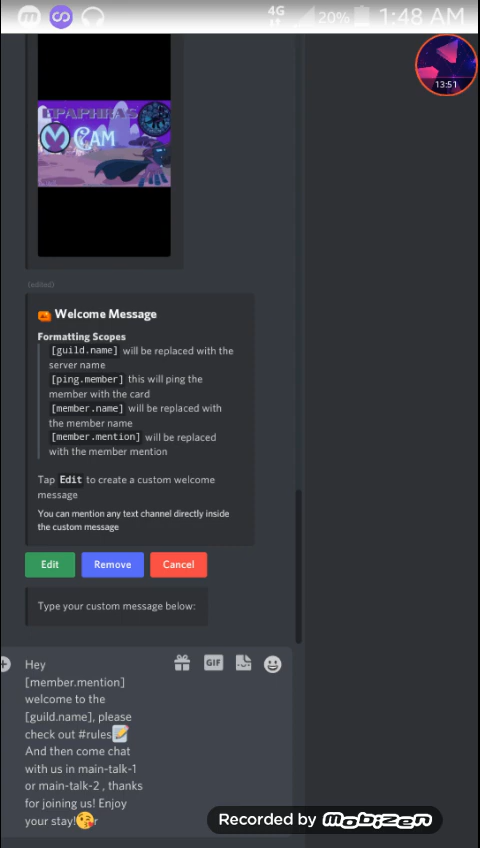 4G
20%
1:48 AM
13:51
EPAPHRAS
CAM
(edited)
Welcome Message
Formatting Scopes
[guild.name] will be replaced with the
server name
[ping.member] this will ping the
member with the card
[member.name] will be replaced with
the member name
[member.mention] will be replaced
with the member mention
Tap Edit to create a custom welcome
message
You can mention any text channel directly inside
the custom message
Edit
Remove
Cancel
Type your custom message below:
GIF
Hey
[member.mention]
welcome to the
[guild.name], please
check out #rules📝
And then come chat
with us in main-talk-1
or main-talk-2 , thanks
for joining us! Enjoy
your stay!😘r
Recorded by mobizen